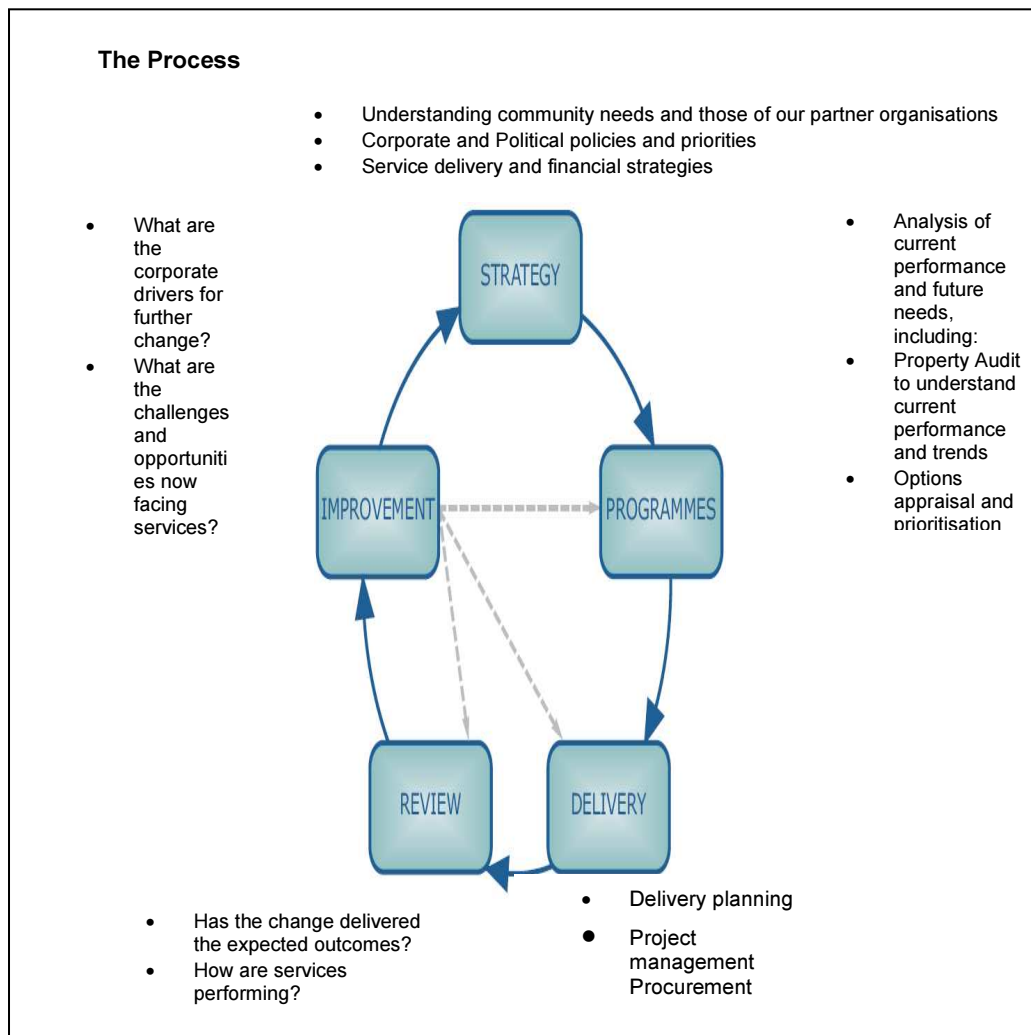 The Process
• Understanding community needs and those of our partner organisations
• Corporate and Political policies and priorities
• Service delivery and financial strategies
• What are
the
corporate
drivers for
further
change?
• What are
the
challenges
and
opportuniti
es now
facing
services?
STRATEGY
• Analysis of
current
performance
and future
needs,
including:
• Property Audit
to understand
current
performance
and trends
• Options
appraisal and
prioritisation
IMPROVEMENT
PROGRAMMES
REVIEW
DELIVERY
• Has the change delivered
the expected outcomes?
• How are services
performing?
• Delivery planning
• Project
management
Procurement